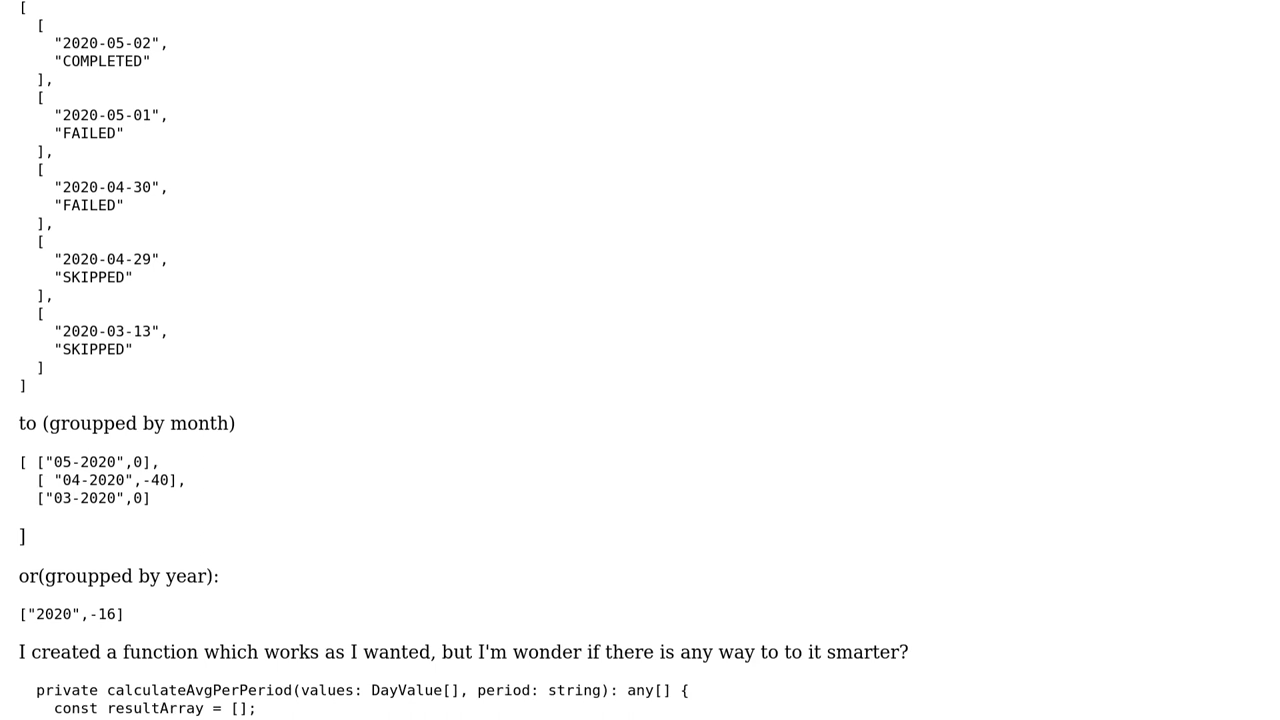 [
  [
    "2020-05-02",
    "COMPLETED"
  ],
  [
    "2020-05-01",
    "FAILED"
  ],
  [
    "2020-04-30",
    "FAILED"
  ],
  [
    "2020-04-29",
    "SKIPPED"
  ],
  [
    "2020-03-13",
    "SKIPPED"
  ]
]
to (groupped by month)
[ ["05-2020",0],
  [ "04-2020",-40],
  ["03-2020",0]
]
or(groupped by year):
["2020",-16]
I created a function which works as I wanted, but I'm wonder if there is any way to to it smarter?
  private calculateAvgPerPeriod(values: DayValue[], period: string): any[] {
    const resultArray = [];